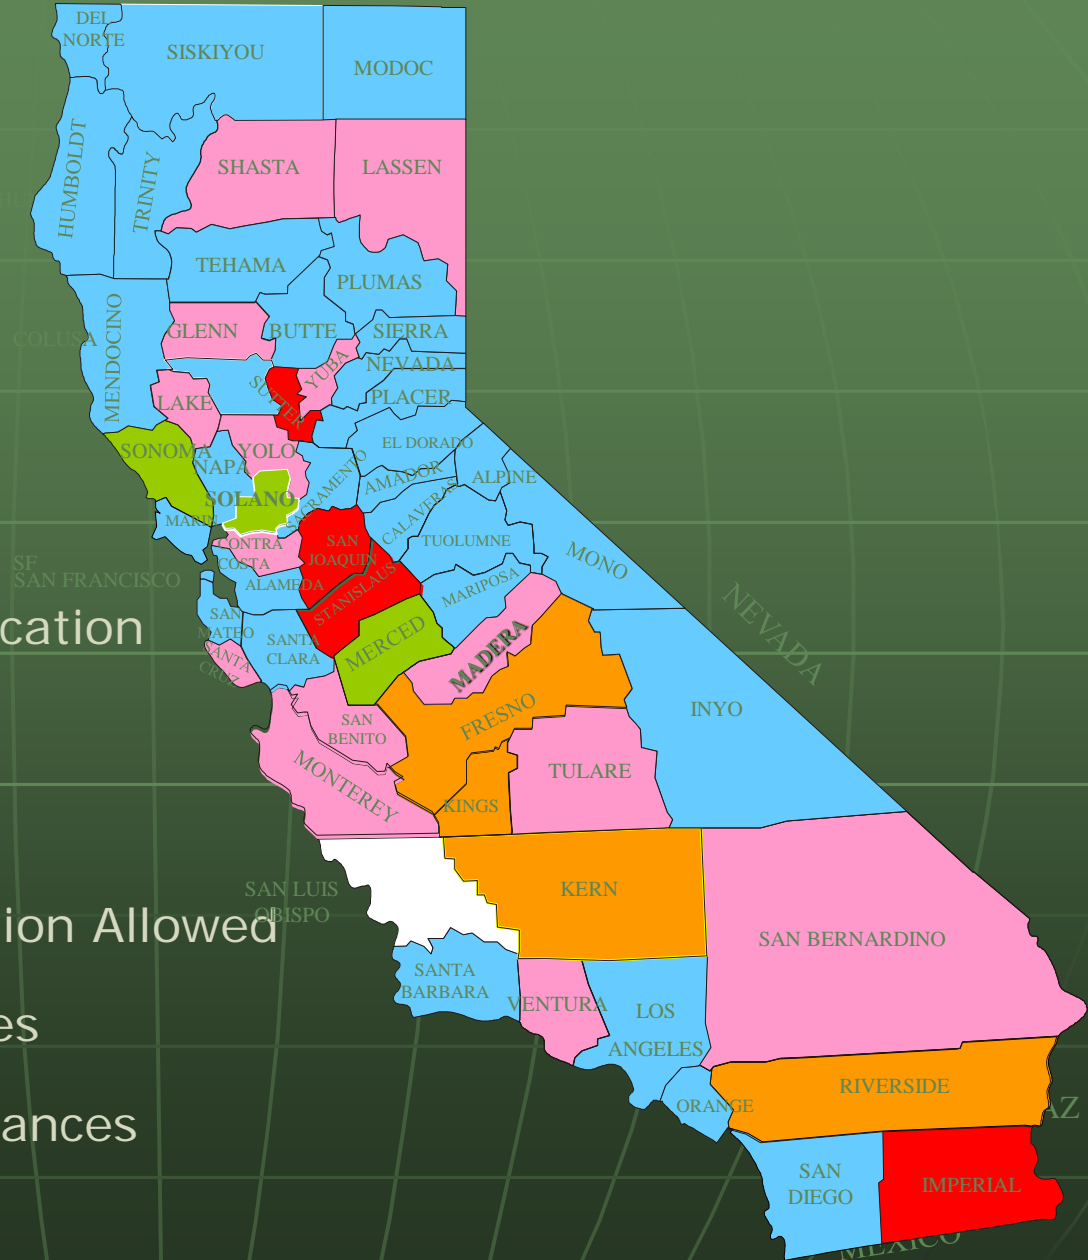 DEL
NORTE
SISKIYOU
MODOC
HUMBOLDT
TRINITY
SHASTA
LASSEN
TEHAMA
PLUMAS
MENDOCINO
COLUSA
GLENN
BUTTE
SIERRA
YUBA
NEVADA
PLACER
SUTTER
LAKE
SONOMA
NAPA
YOLO
EL DORADO
SACRAMENTO
AMADOR
ALPINE
SOLANO
MARIN
CALAVERAS
CONTRA
COSTA
SAN
JOAQUIN
TUOLUMNE
MONO
SF
SAN FRANCISCO
ALAMEDA
STANISLAUS
MARIPOSA
NEVADA
cation
SAN
MATEO
SANTA
CLARA
MERCED
MADERA
SANTA
CRUZ
SAN
BENITO
FRESNO
INYO
MONTEREY
KINGS
TULARE
SAN LUIS
OBISPO
KERN
SAN BERNARDINO
ion Allowed
SANTA
BARBARA
VENTURA
LOS
ANGELES
es
ORANGE
RIVERSIDE
AZ
ances
SAN
DIEGO
IMPERIAL
MEXICO